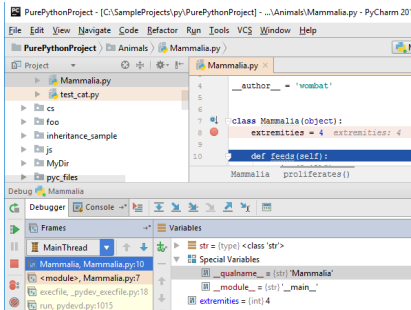 PurePythonProject - [C:\SampleProjects\py\PurePythonProject] - ...\Animals\Mammalia.py - PyCharm 201
File Edit View Navigate Code Refactor Run Tools VCS Window Help
PurePythonProject Animals Mammalia.py
Project Mammalia.py ×
Mammalia.py
test_cat.py
cs
foo
inheritance_sample
js
MyDir
pyc_files
4 __author__ = 'wombat'
5
6
7 class Mammalia(object):
8 extremities = 4 extremities: 4
9
10 def feeds(self):
Mammalia proliferates()
Debug Mammalia
Debugger Console
Frames Variables
MainThread
Mammalia, Mammalia.py:10
<module>, Mammalia.py:7
execfile, _pydev_execfile.py:18
run, pydevd.py:1015
str = {type} <class 'str'>
Special Variables
__qualname__ = {str} 'Mammalia'
__module__ = {str} '__main__'
extremities = {int} 4